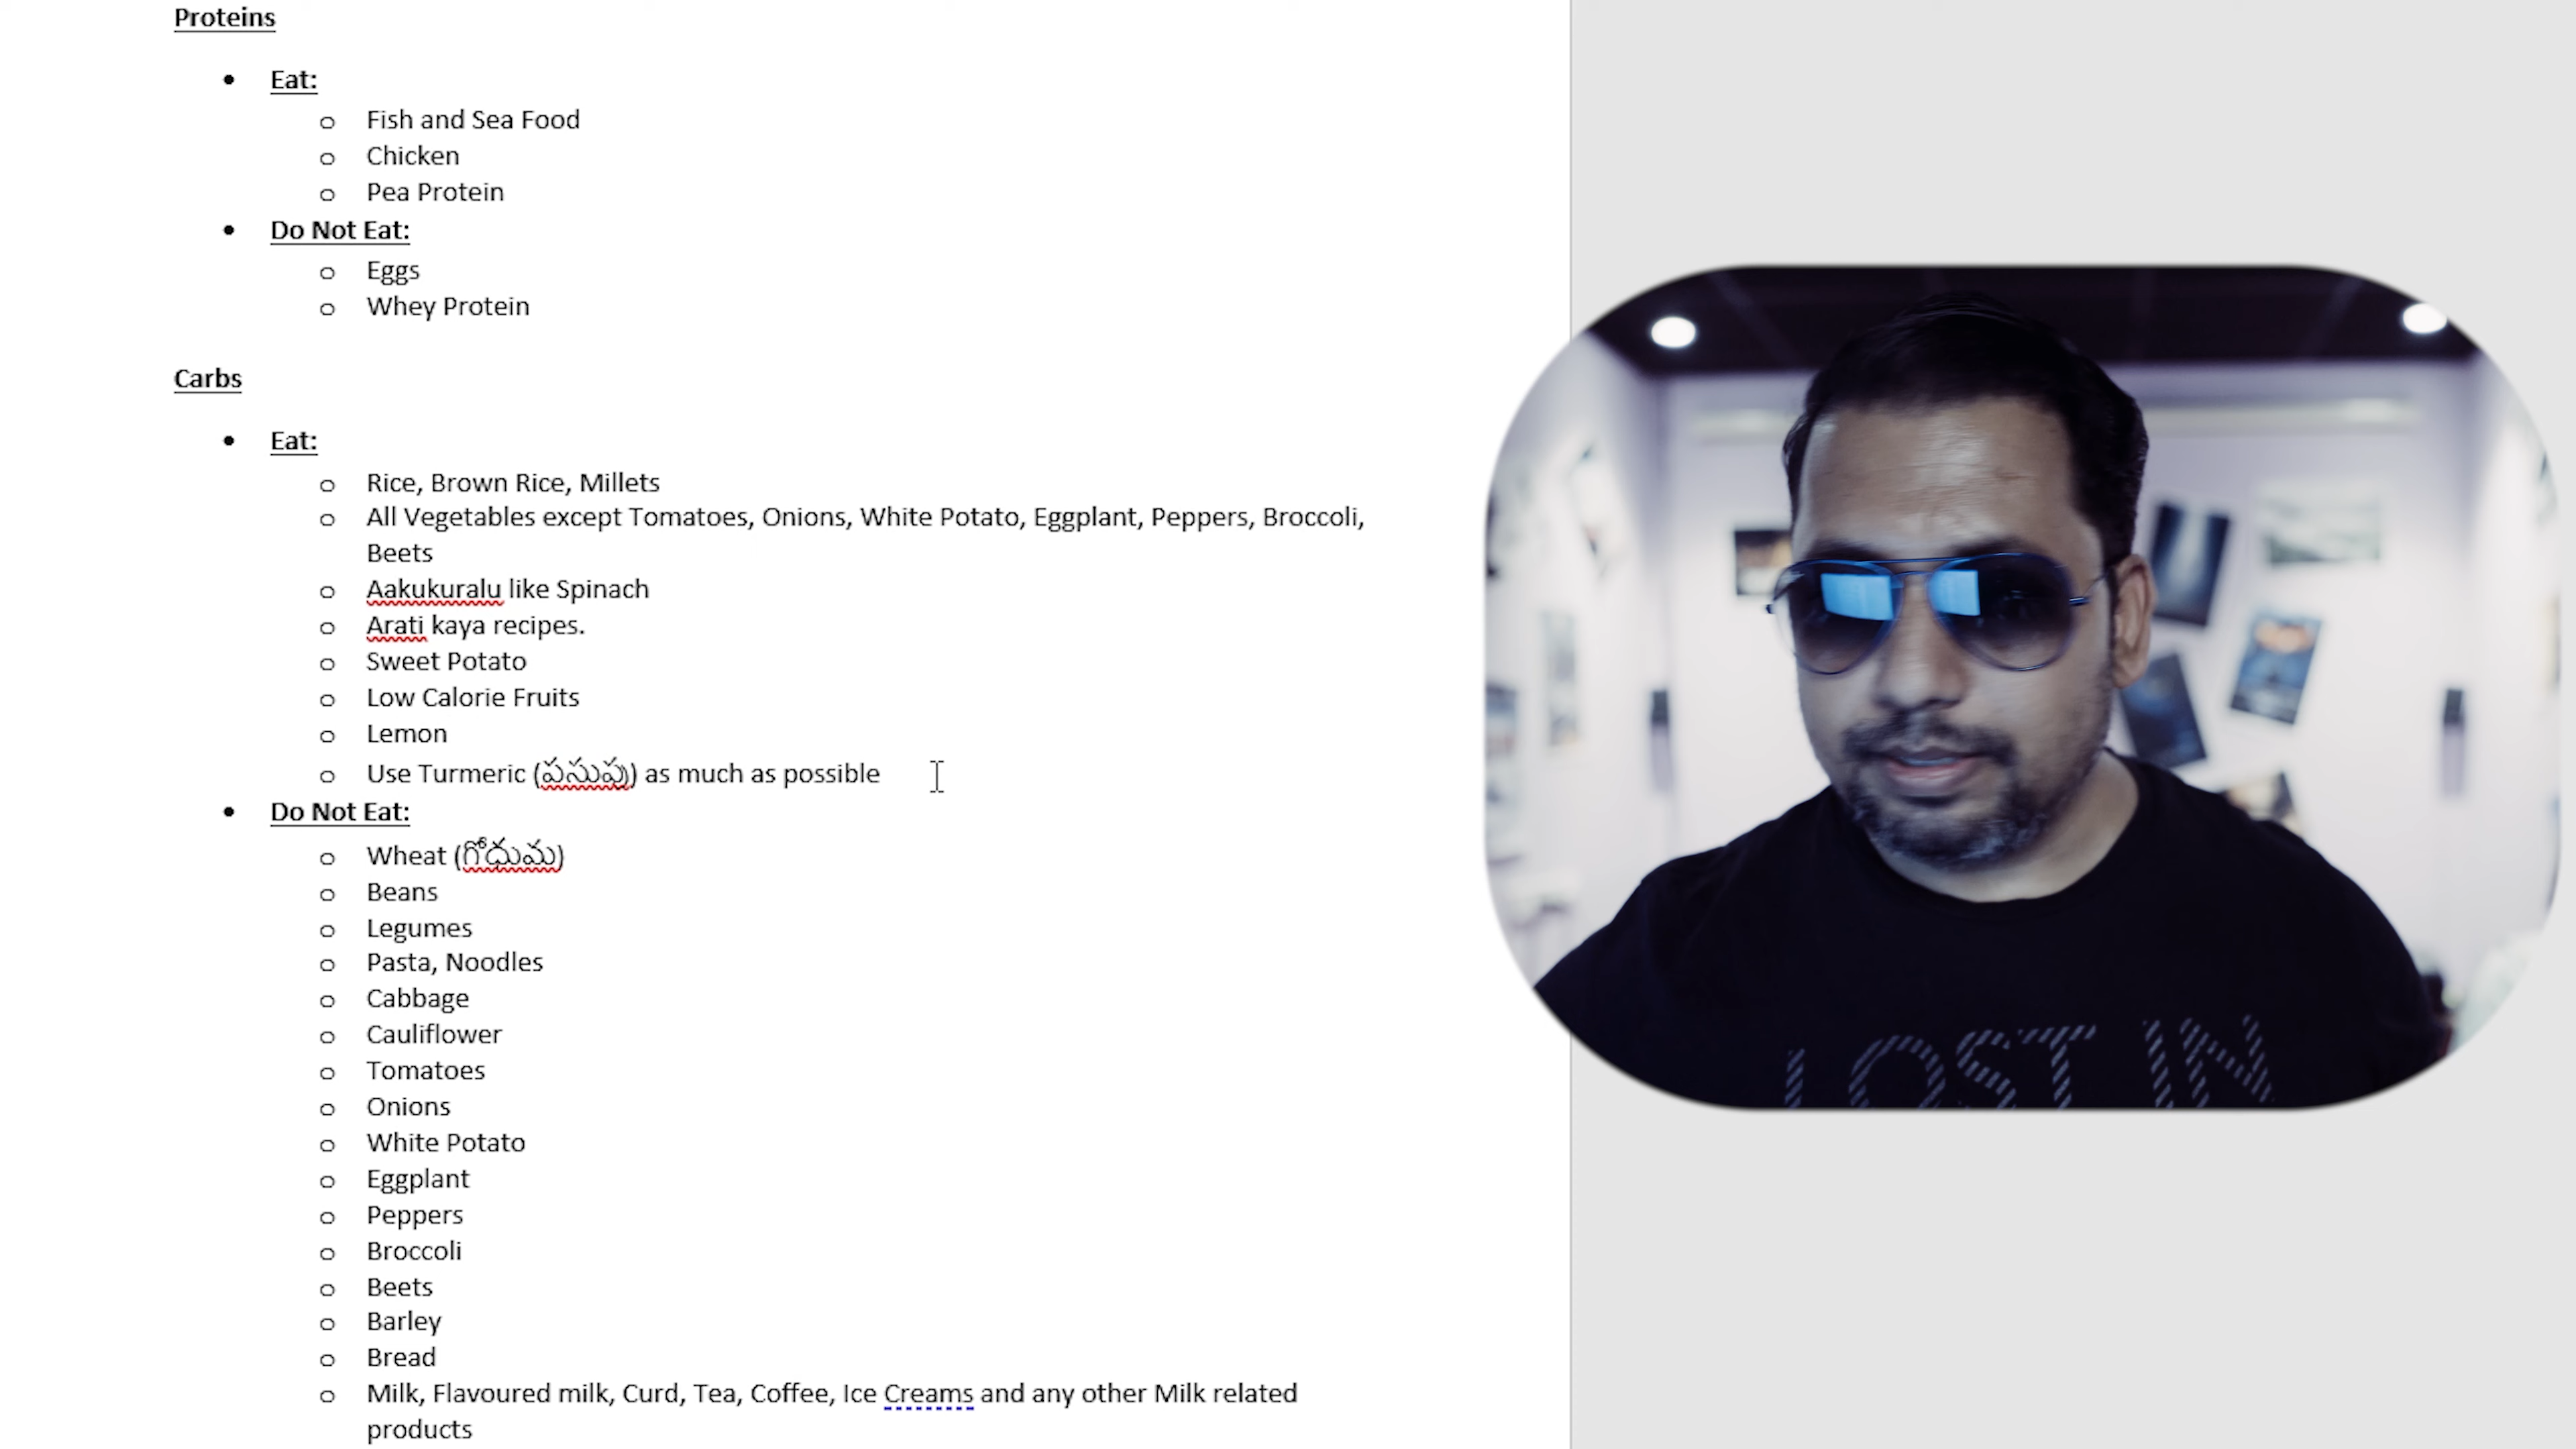 Proteins
• Eat:
o Fish and Sea Food
o Chicken
o Pea Protein
• Do Not Eat:
o Eggs
o Whey Protein
Carbs
• Eat:
o Rice, Brown Rice, Millets
o All Vegetables except Tomatoes, Onions, White Potato, Eggplant, Peppers, Broccoli,
Beets
o Aakukuralu like Spinach
o Arati kaya recipes.
o Sweet Potato
o Low Calorie Fruits
o Lemon
o Use Turmeric (పసుపు) as much as possible
• Do Not Eat:
o Wheat (గోధుమ)
o Beans
o Legumes
o Pasta, Noodles
o Cabbage
o Cauliflower
o Tomatoes
o Onions
o White Potato
o Eggplant
o Peppers
o Broccoli
o Beets
o Barley
o Bread
o Milk, Flavoured milk, Curd, Tea, Coffee, Ice Creams and any other Milk related
products
LOST IN